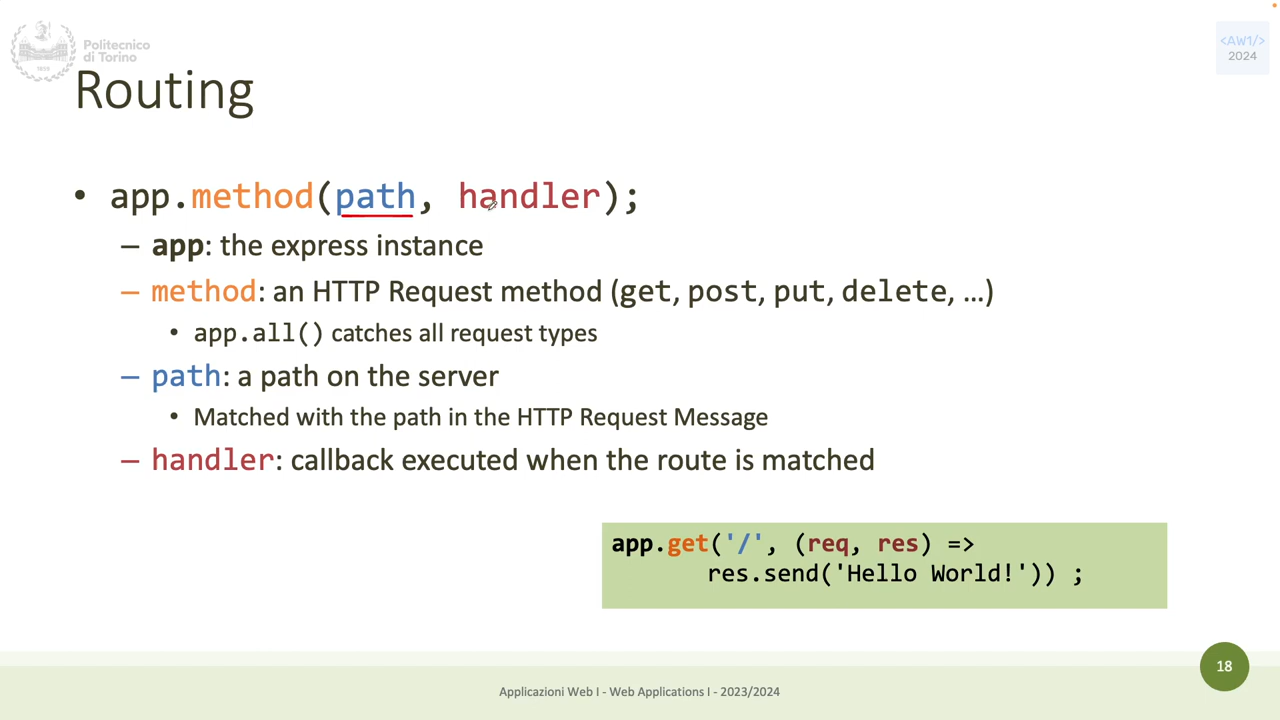 Politecnico
di Torino
1859
<AW1/>
2024
Routing
• app.method(path, handler);
– app: the express instance
– method: an HTTP Request method (get, post, put, delete, …)
• app.all() catches all request types
– path: a path on the server
• Matched with the path in the HTTP Request Message
– handler: callback executed when the route is matched
app.get('/', (req, res) =>
res.send('Hello World!')) ;
18
Applicazioni Web I - Web Applications I - 2023/2024